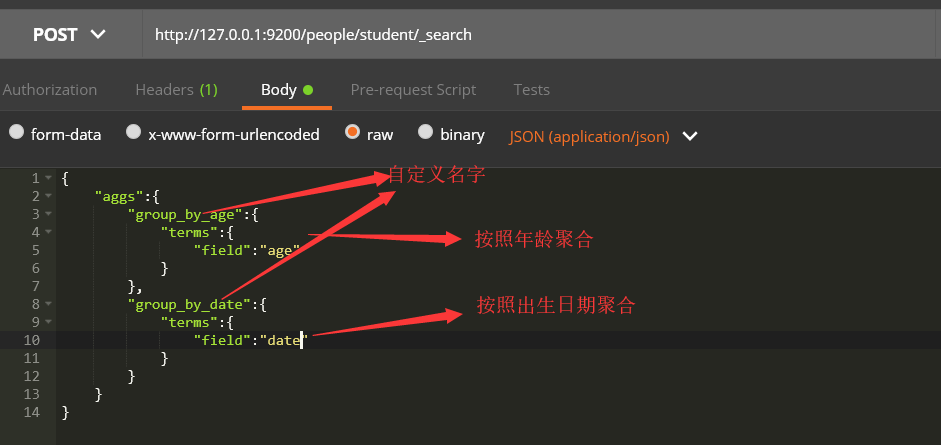 POST http://127.0.0.1:9200/people/student/_search
Authorization Headers (1) Body Pre-request Script Tests
form-data x-www-form-urlencoded raw binary JSON (application/json)
1 {
2 "aggs":{
自定义名字
3 "group_by_age":{
4 "terms":{
按照年龄聚合
5 "field":"age"
6 }
7 },
8 "group_by_date":{
按照出生日期聚合
9 "terms":{
10 "field":"date"
11 }
12 }
13 }
14 }